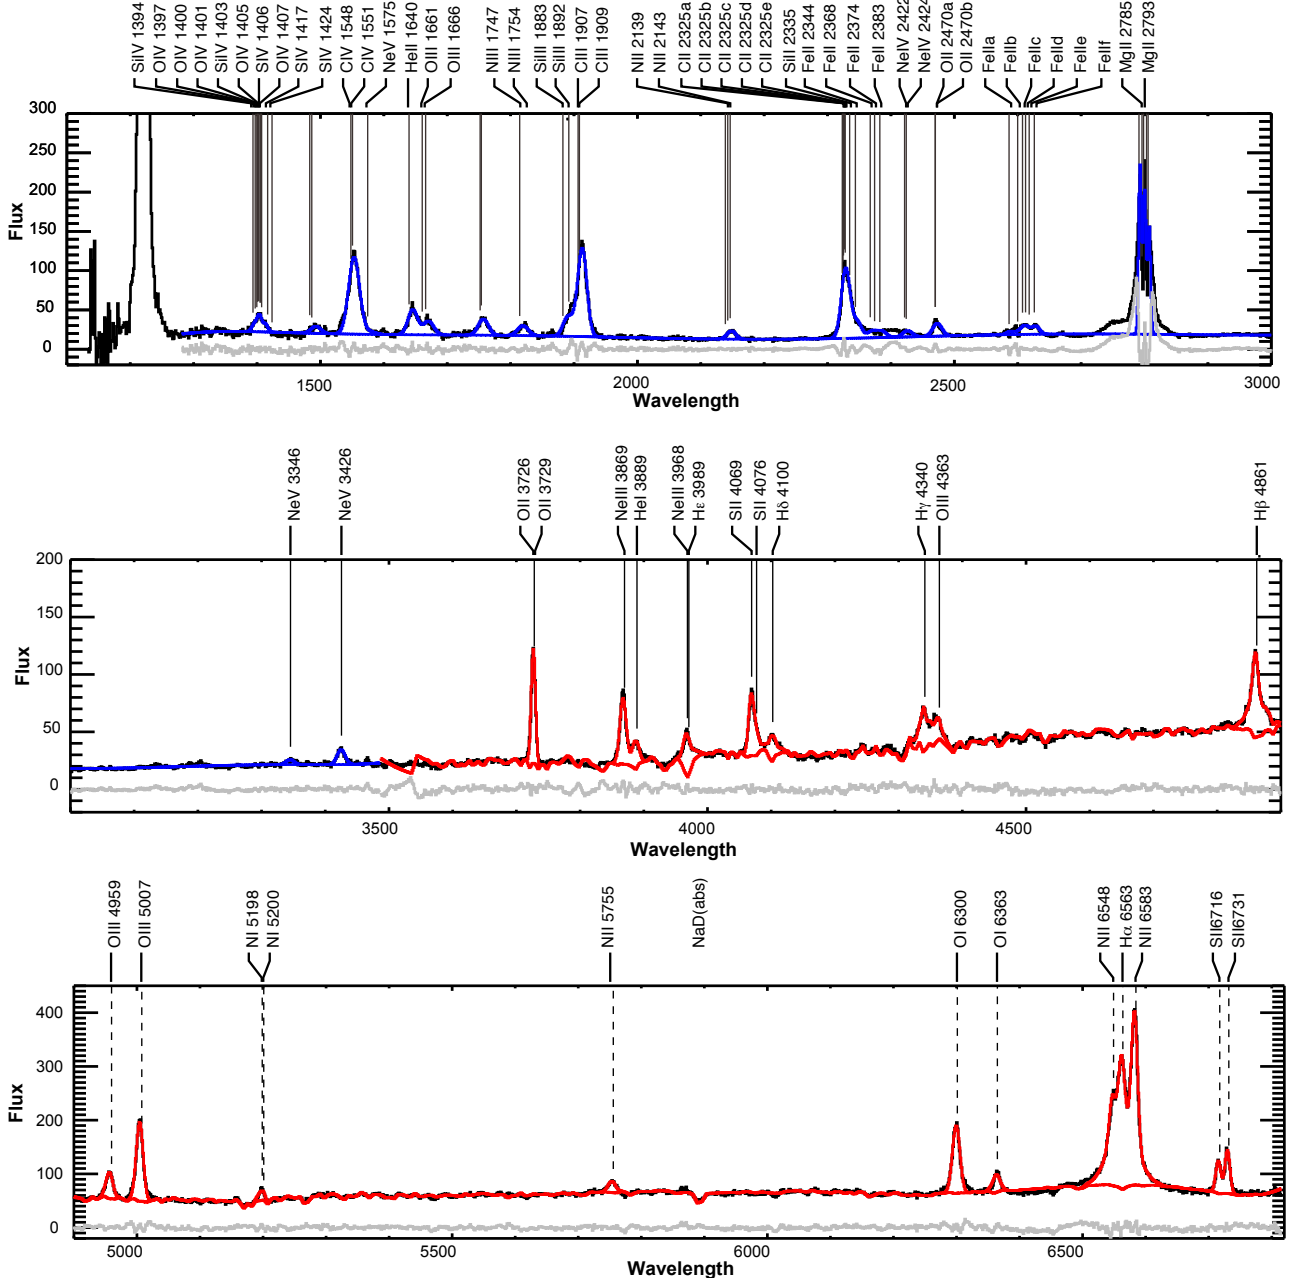 SiIV 1394
OIV 1397
OIV 1400
OIV 1401
SiIV 1403
OIV 1405
SIV 1406
OIV 1407
SIV 1417
SIV 1424
CIV 1548
CIV 1551
NeV 1575
HeII 1640
OIII 1661
OIII 1666
NIII 1747
NIII 1754
SiIII 1883
SiIII 1892
CIII 1907
CIII 1909
NII 2139
NII 2143
CII 2325a
CII 2325b
CII 2325c
CII 2325d
CII 2325e
SiII 2335
FeII 2344
FeII 2368
FeII 2374
FeII 2383
NeIV 2422
NeIV 2424
OII 2470a
OII 2470b
FeIIa
FeIIb
FeIIc
FeIId
FeIIe
FeIIf
MgII 2785
MgII 2793
300
250
200
150
100
50
0
Flux
1500
2000
2500
3000
Wavelength
NeV 3346
NeV 3426
OII 3726
OII 3729
NeIII 3869
HeI 3889
NeIII 3968
Hε 3989
SII 4069
SII 4076
Hδ 4100
Hγ 4340
OIII 4363
Hβ 4861
200
150
100
50
0
Flux
3500
4000
4500
Wavelength
OIII 4959
OIII 5007
NI 5198
NI 5200
NII 5755
NaD(abs)
OI 6300
OI 6363
NII 6548
Hα 6563
NII 6583
SII6716
SII6731
400
300
200
100
0
Flux
5000
5500
6000
6500
Wavelength